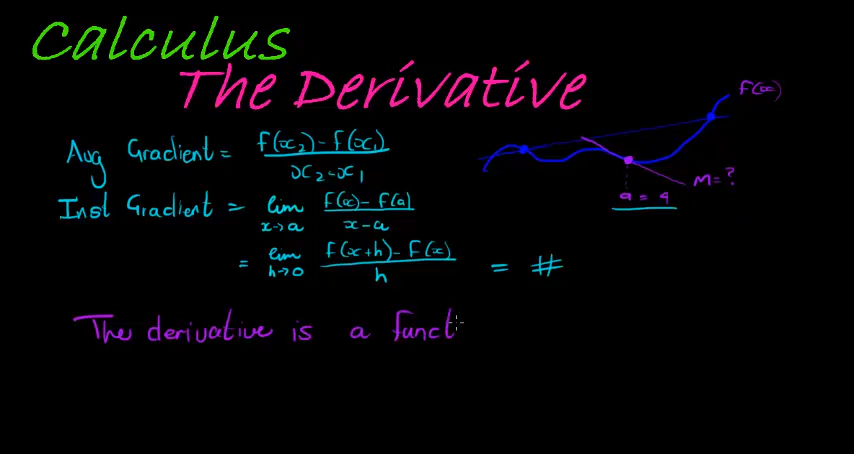 Calculus
The Derivative
f(x)
Avg Gradient = f(x₂) - f(x₁) / x₂ - x₁
m = ?
a = 4
Inst Gradient = lim x→a f(x) - f(a) / x - a
= lim h→0 f(x+h) - f(x) / h = #
The derivative is a funct